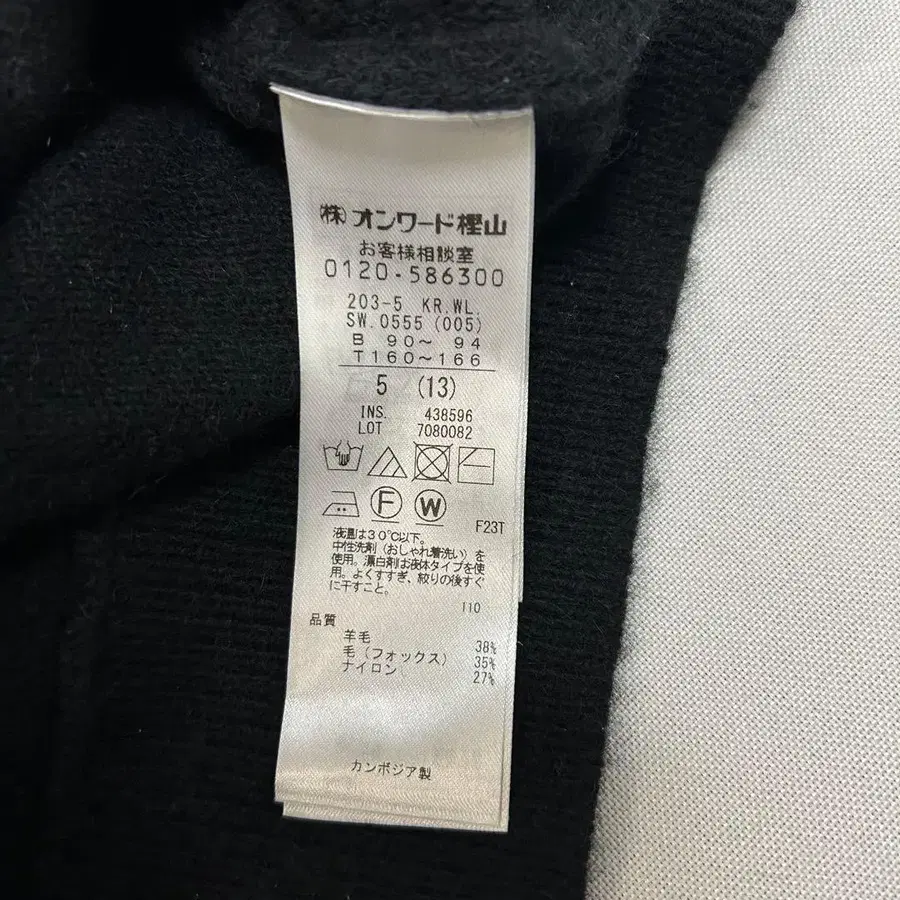 ㈱オンワード樫山
お客様相談室
0120-586300
203-5 KR.WL.
SW.0555 (005)
B 90～ 94
T160～166
5 (13)
INS. 438596
LOT 7080082
F W
F23T
液温は30℃以下。
中性洗剤（おしゃれ着洗い）を
使用。漂白剤は液体タイプを使
用。よくすすぎ、絞りの後すぐ
に干すこと。
110
品質
羊毛 38%
毛（フォックス） 35%
ナイロン 27%
カンボジア製